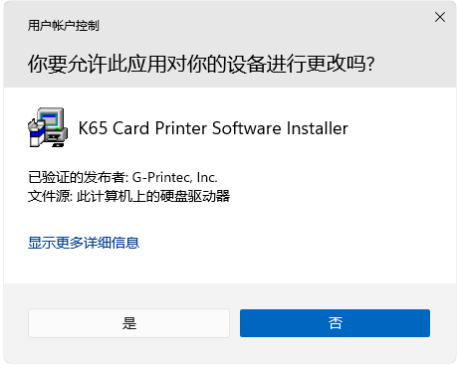 用户帐户控制
你要允许此应用对你的设备进行更改吗?
K65 Card Printer Software Installer
已验证的发布者: G-Printec, Inc.
文件源: 此计算机上的硬盘驱动器
显示更多详细信息
是
否